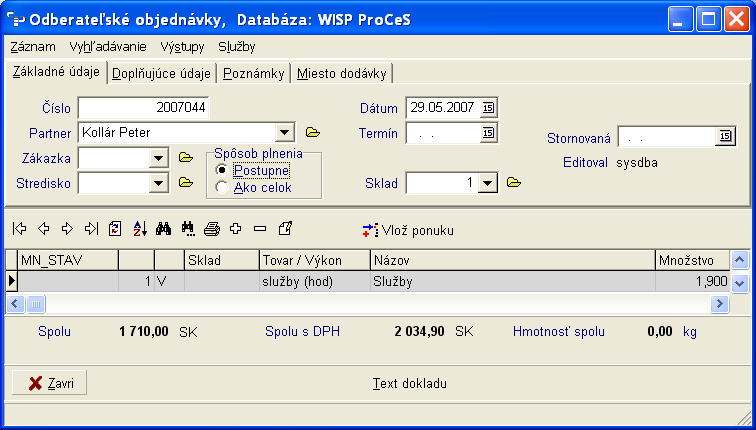 Odberateľské objednávky,  Databáza: WISP ProCeS
Záznam Vyhľadávanie Výstupy Služby
Základné údaje Doplňujúce údaje Poznámky Miesto dodávky
Číslo 2007044 Dátum 29.05.2007 15
Partner Kollár Peter Termín . . 15 Stornovaná . . 15
Zákazka Spôsob plnenia Editoval sysdba
Postupne
Stredisko Ako celok Sklad 1
Vlož ponuku
MN_STAV Sklad Tovar / Výkon Názov Množstvo
1 V služby (hod) Služby 1,900
Spolu 1 710,00 SK Spolu s DPH 2 034,90 SK Hmotnosť spolu 0,00 kg
Zavri Text dokladu